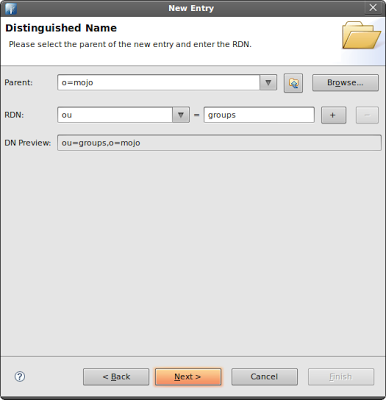 New Entry
Distinguished Name
Please select the parent of the new entry and enter the RDN.
Parent: o=mojo Browse...
RDN: ou = groups + −
DN Preview: ou=groups,o=mojo
? < Back Next > Cancel Finish